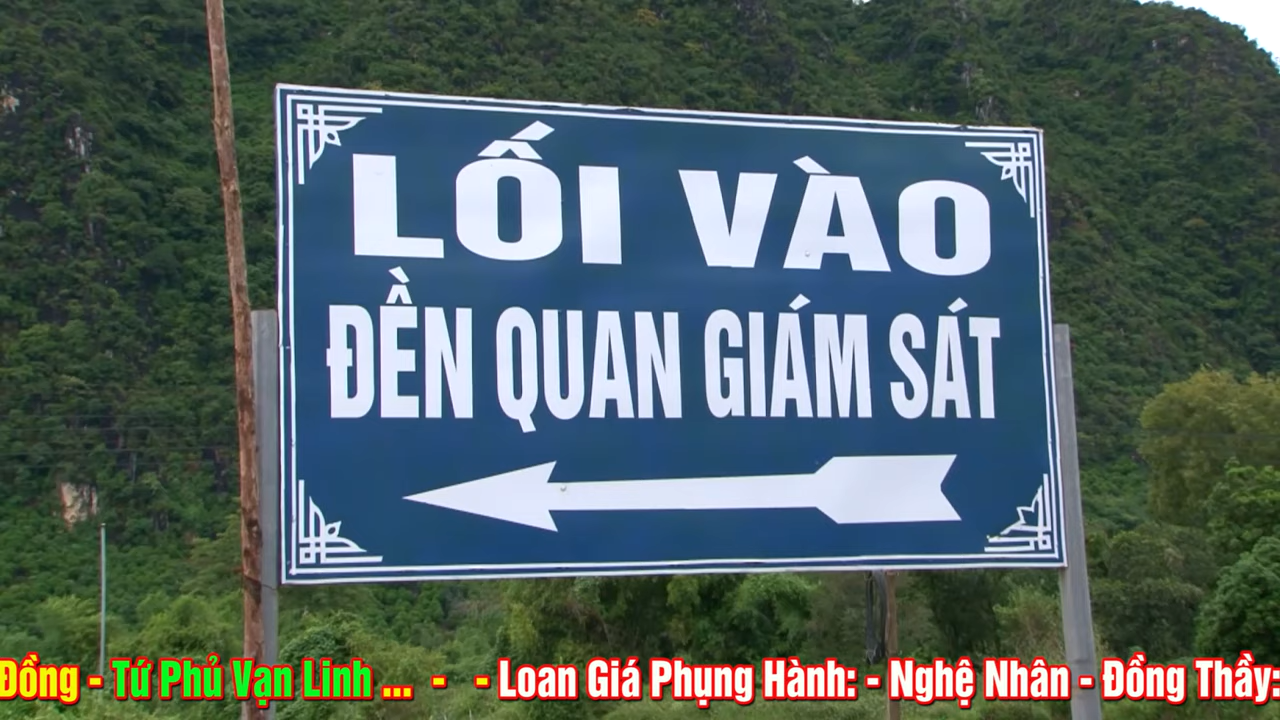 LỐI VÀO
ĐỀN QUAN GIÁM SÁT
Đồng - Tứ Phủ Vạn Linh ... - - Loan Giá Phụng Hành: - Nghệ Nhân - Đồng Thầy: